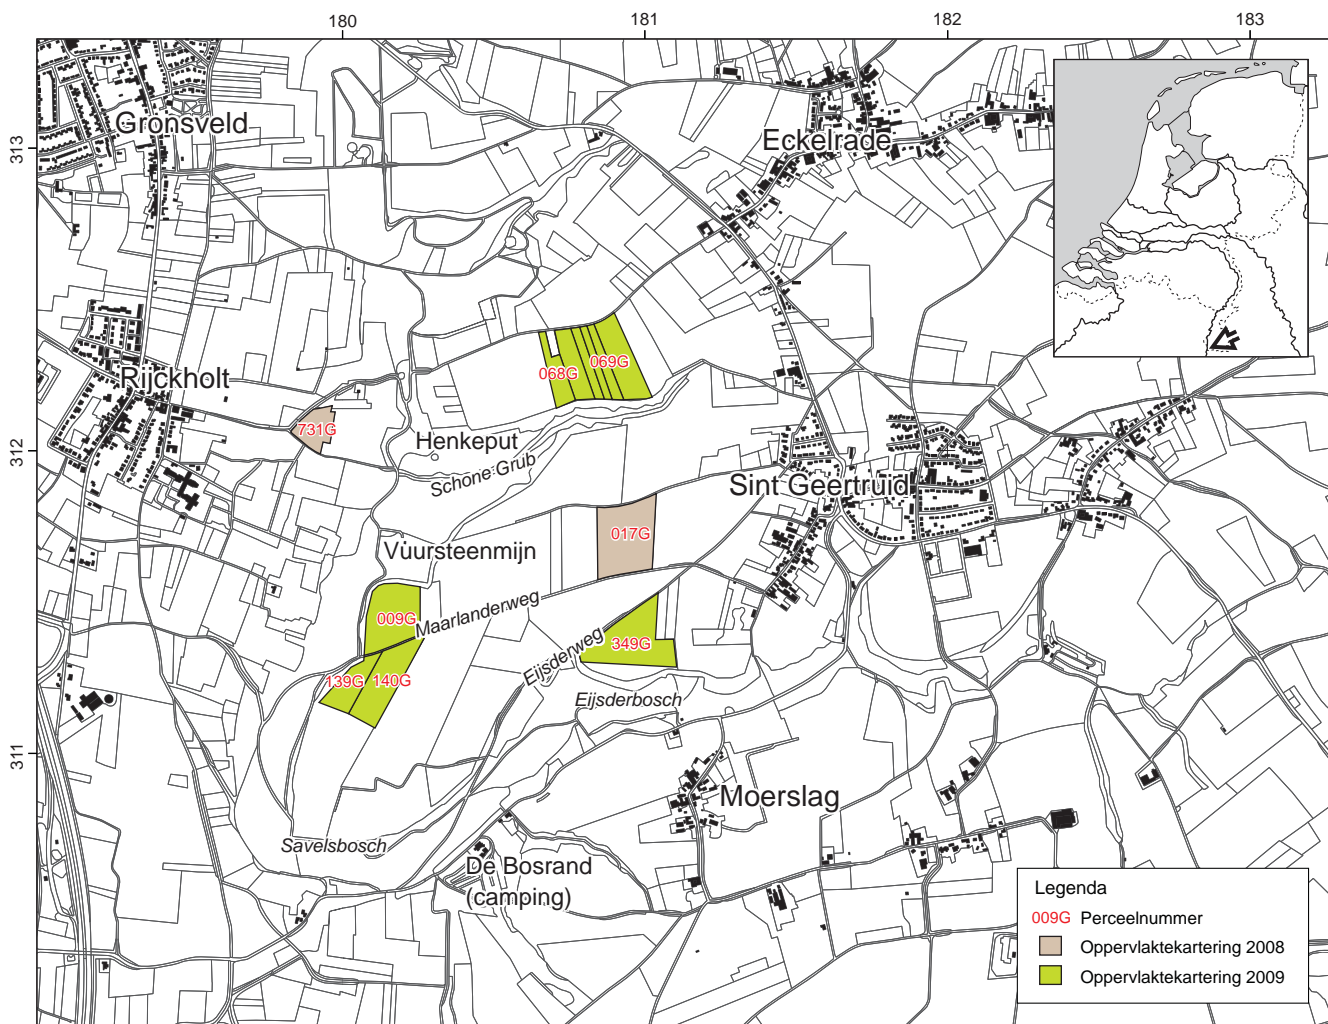 180
181
182
183
313
312
311
Gronsveld
Eckelrade
069G
068G
Rijckholt
731G
Henkeput
Schone Grub
Sint Geertruid
017G
Vuursteenmijn
009G
Maarlanderweg
349G
Eijsderweg
139G
140G
Eijsderbosch
Moerslag
Savelsbosch
De Bosrand
(camping)
Legenda
009G Perceelnummer
Oppervlaktekartering 2008
Oppervlaktekartering 2009